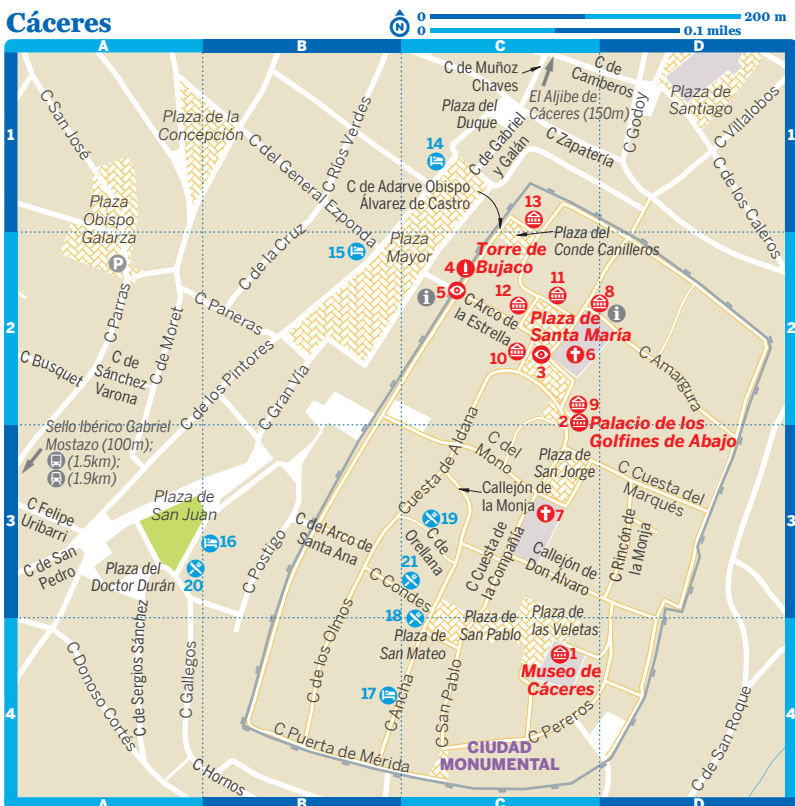 Cáceres
N
0
200 m
0
0.1 miles
A
B
C
D
1
1
2
2
3
3
4
4
A
B
C
D
C San José
Plaza de la
Concepción
C del General Ezponda
C Ríos Verdes
14
C de Muñoz
Chaves
Plaza del
Duque
C de Gabriel
y Galán
C de
Camberos
El Aljibe de
Cáceres (150m)
C Godoy
C Zapatería
Plaza de
Santiago
C Villalobos
C de los Caleros
Plaza
Obispo
Galarza
P
C de Adarve Obispo
Álvarez de Castro
13
Plaza del
Conde Canilleros
C de la Cruz
15
Plaza
Mayor
Torre de
Bujaco
4
5
i
11
12
8
i
C Arco de
la Estrella
Plaza de
Santa María
10
3
6
C Amargura
C Parras
C de Moret
C Paneras
C Busquet
C de
Sánchez
Varona
C de los Pintores
C Gran Vía
9
2
Palacio de los
Golfines de Abajo
Sello Ibérico Gabriel
Mostazo (100m);
(1.5km);
(1.9km)
Cuesta de Aldana
C del
Mono
Plaza de
San Jorge
C Cuesta del
Marqués
Callejón de
la Monja
7
Plaza de
San Juan
C Felipe
Uribarri
C de San
Pedro
16
20
Plaza del
Doctor Durán
C Postigo
C del Arco de
Santa Ana
19
C de
Orellana
21
C Condes
C Cuesta de
la Compañía
Callejón de
Don Álvaro
C Rincón de
la Monja
18
Plaza de
San Mateo
Plaza de
San Pablo
Plaza de
las Veletas
1
Museo de
Cáceres
C de los Olmos
17
C Ancha
C San Pablo
C Pereros
C Puerta de Mérida
CIUDAD
MONUMENTAL
C Donoso Cortés
C de Sergios Sánchez
C Gallegos
C Hornos
C de San Roque